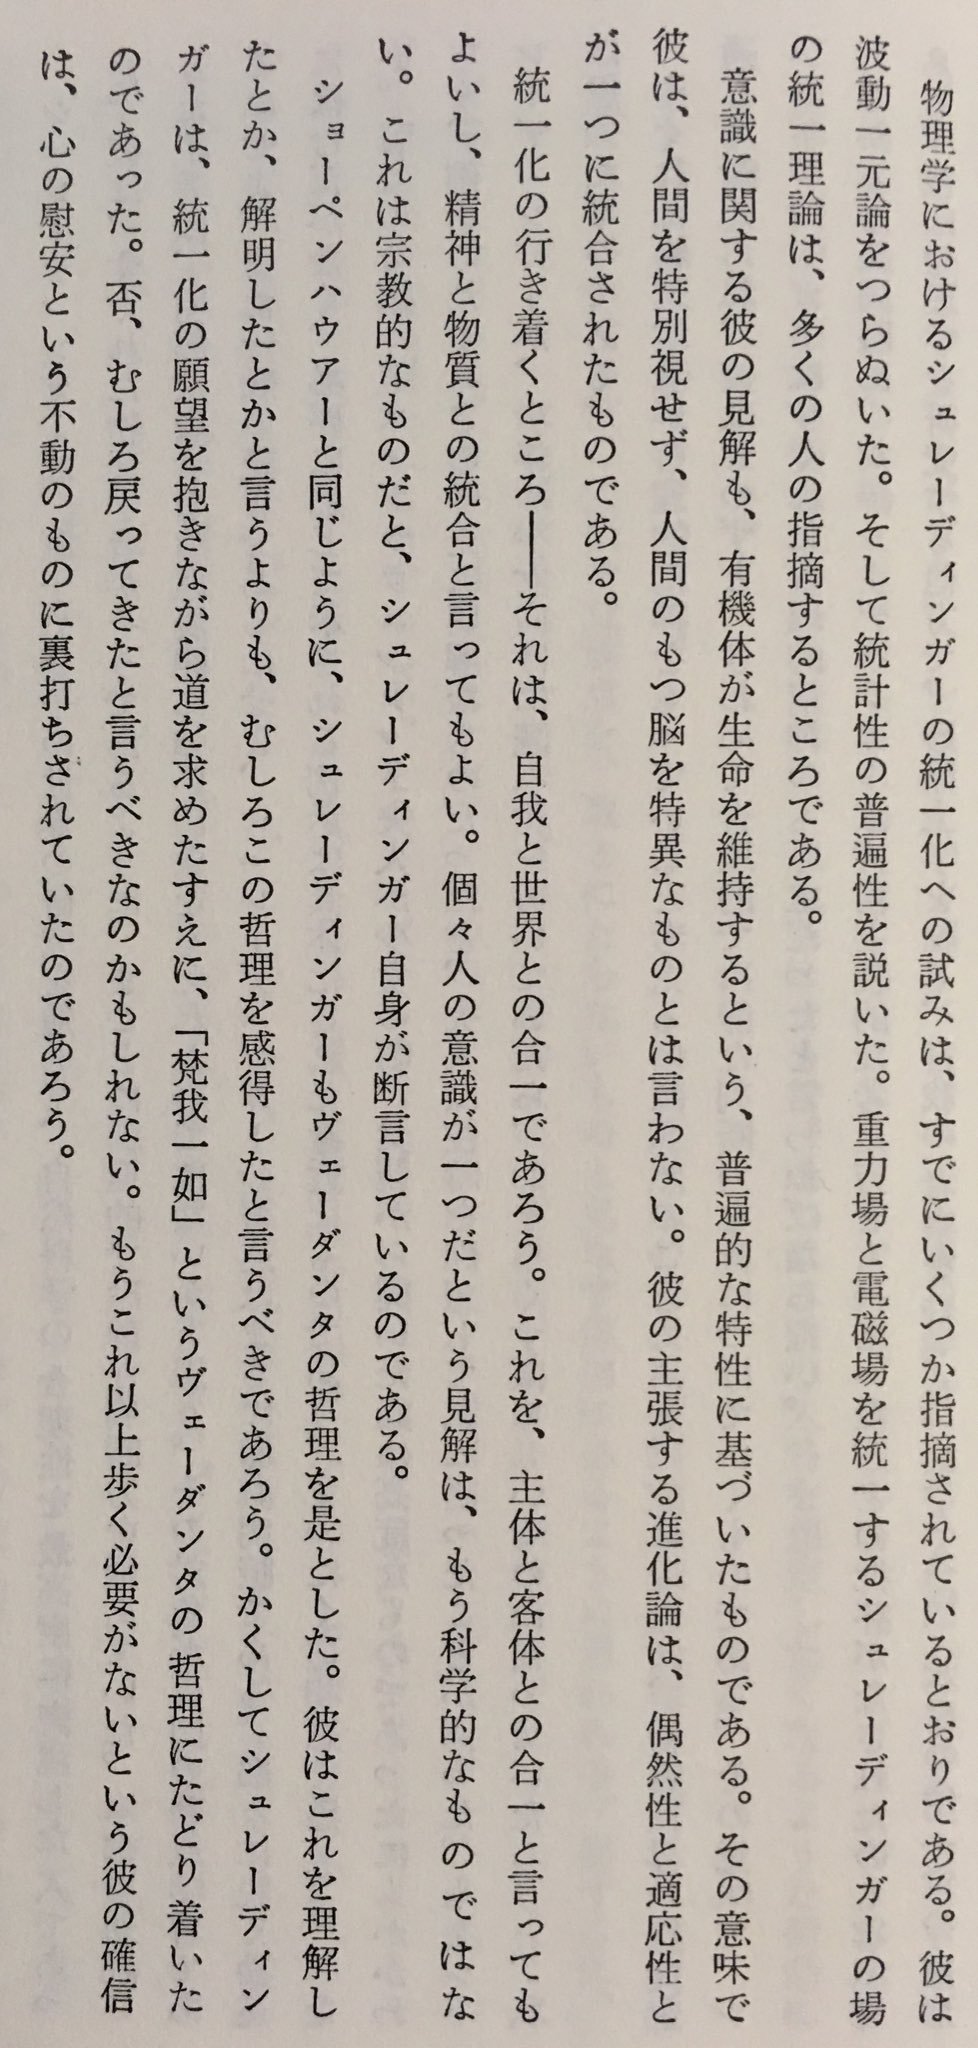 物理学におけるシュレーディンガーの統一化への試みは、すでにいくつか指摘されているとおりである。彼は
波動一元論をつらぬいた。そして統計性の普遍性を説いた。重力場と電磁場を統一するシュレーディンガーの場
の統一理論は、多くの人の指摘するところである。
意識に関する彼の見解も、有機体が生命を維持するという、普遍的な特性に基づいたものである。その意味で
彼は、人間を特別視せず、人間のもつ脳を特異なものとは言わない。彼の主張する進化論は、偶然性と適応性と
が一つに統合されたものである。
統一化の行き着くところ――それは、自我と世界との合一であろう。これを、主体と客体との合一と言っても
よいし、精神と物質との統合と言ってもよい。個々人の意識が一つだという見解は、もう科学的なものではな
い。これは宗教的なものだと、シュレーディンガー自身が断言しているのである。
ショーペンハウアーと同じように、シュレーディンガーもヴェーダンタの哲理を是とした。彼はこれを理解し
たとか、解明したとかと言うよりも、むしろこの哲理を感得したと言うべきであろう。かくしてシュレーディン
ガーは、統一化の願望を抱きながら道を求めたすえに、「梵我一如」というヴェーダンタの哲理にたどり着いた
のであった。否、むしろ戻ってきたと言うべきなのかもしれない。もうこれ以上歩く必要がないという彼の確信
は、心の慰安という不動のものに裏打ちされていたのであろう。